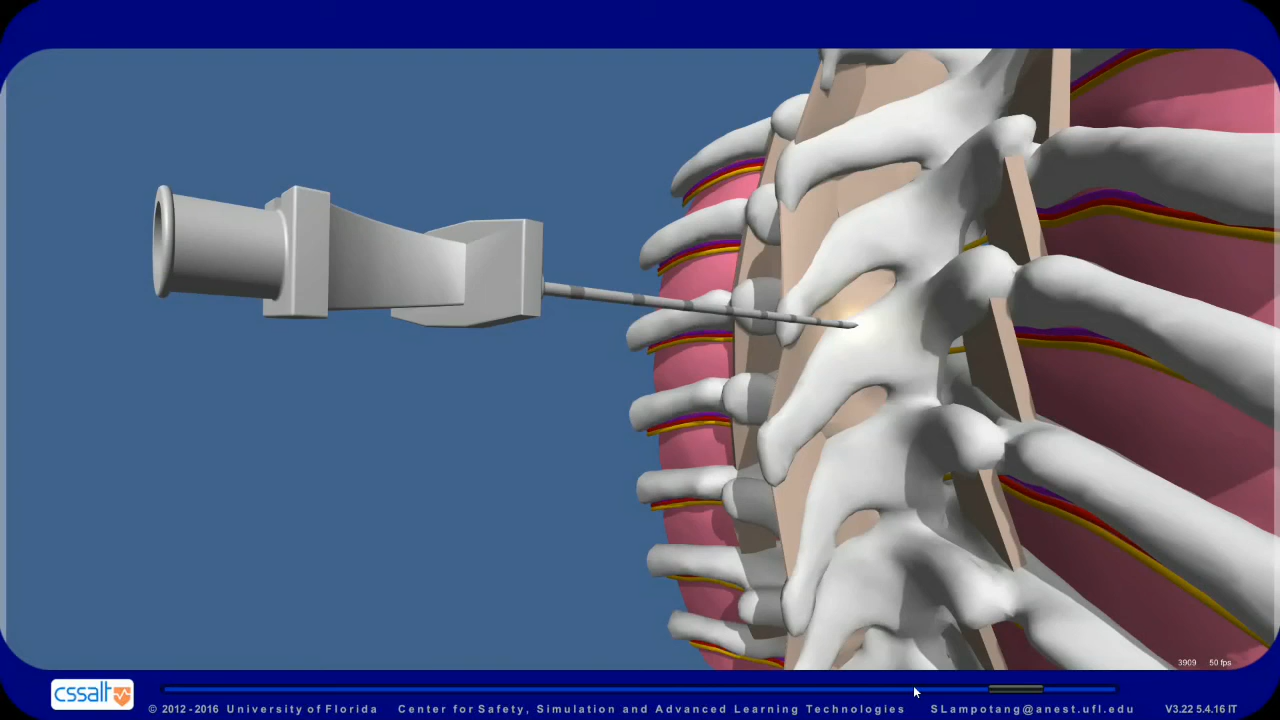 3909 50 fps
cssalt
© 2012 - 2016 University of Florida Center for Safety, Simulation and Advanced Learning Technologies SLampotang@anest.ufl.edu V3.22 5.4.16 IT